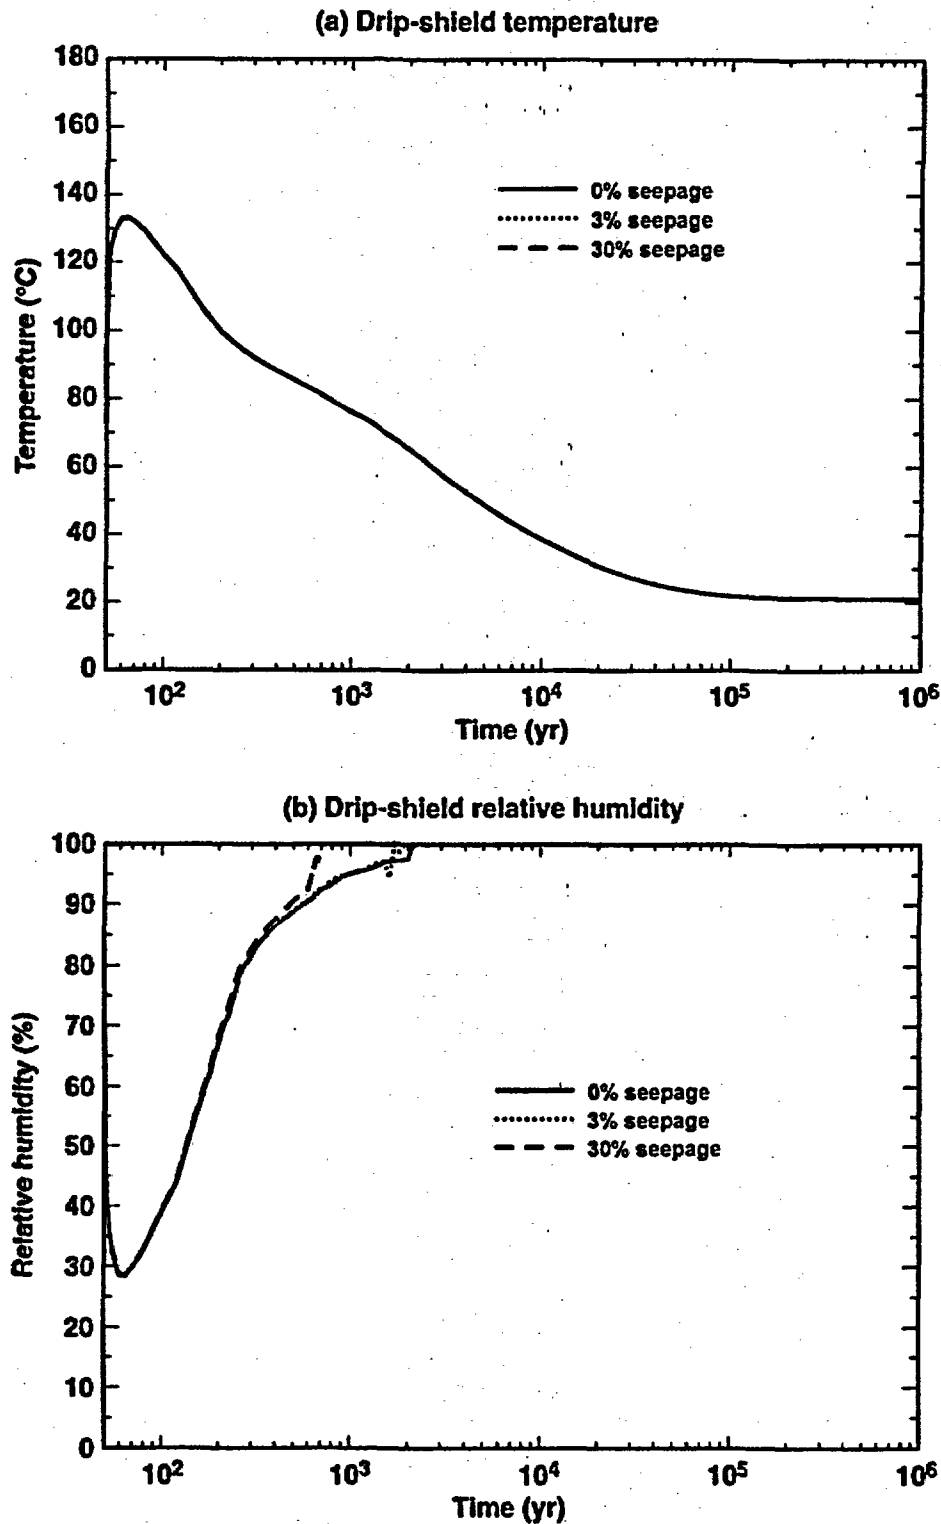 (a) Drip-shield temperature
180
160
140
120
100
80
60
40
20
0
Temperature (°C)
0% seepage
3% seepage
30% seepage
10² 10³ 10⁴ 10⁵ 10⁶
Time (yr)
(b) Drip-shield relative humidity
100
90
80
70
60
50
40
30
20
10
0
Relative humidity (%)
0% seepage
3% seepage
30% seepage
10² 10³ 10⁴ 10⁵ 10⁶
Time (yr)